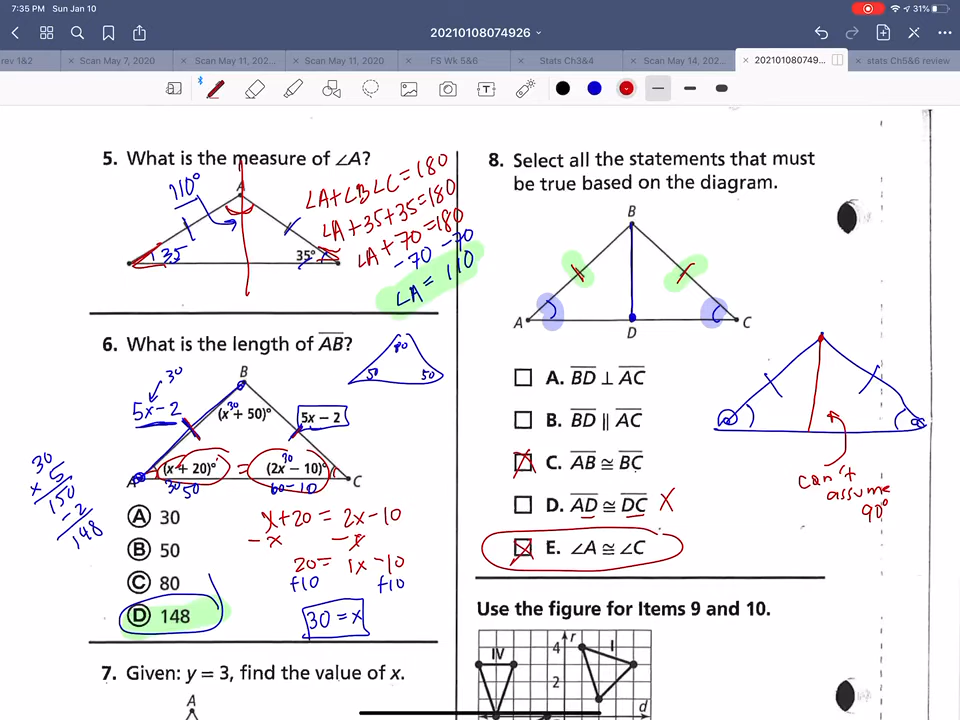 7:35 PM Sun Jan 10
31%
20210108074926
rev 1&2
Scan May 7, 2020
Scan May 11, 202...
Scan May 11, 2020
FS Wk 5&6
Stats Ch3&4
Scan May 14, 202...
202101080749...
stats Ch5&6 review
5. What is the measure of ∠A?
110°
A
35
35°
∠A+∠B∠C=180
∠A+35+35=180
∠A+70=180
-70 -70
∠A = 110
6. What is the length of AB?
80
50 50
30
B
5x-2
(x + 50)°
30
5x - 2
(x + 20)°
=
(2x - 10)°
30
A
C
30 50
60-10
30
x 5
150
-2
148
x+20 = 2x-10
-x -x
20= 1x-10
+10 +10
30=x
A 30
B 50
C 80
D 148
7. Given: y = 3, find the value of x.
A
8. Select all the statements that must
be true based on the diagram.
B
A
D
C
A. BD ⊥ AC
B. BD ∥ AC
C. AB ≅ BC
D. AD ≅ DC X
E. ∠A ≅ ∠C
can't
assume
90°
Use the figure for Items 9 and 10.
IV
4
r
I
2
d